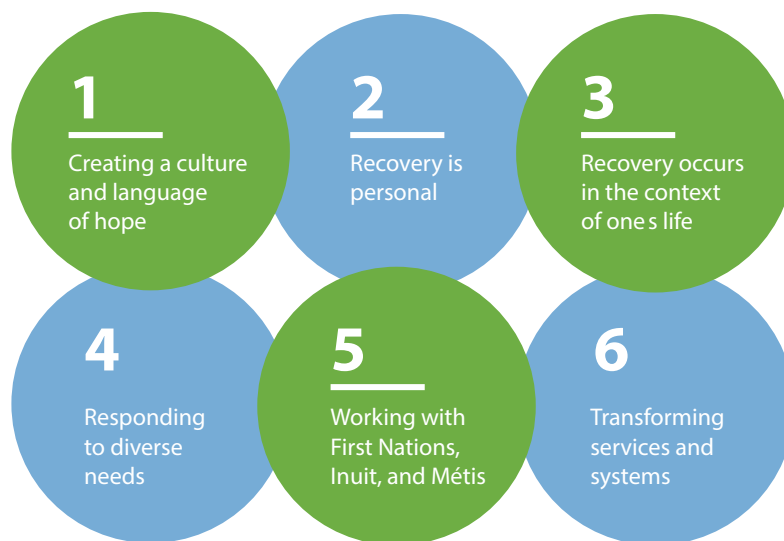 1
Creating a culture
and language
of hope
2
Recovery is
personal
3
Recovery occurs
in the context
of one s life
4
Responding
to diverse
needs
5
Working with
First Nations,
Inuit, and Métis
6
Transforming
services and
systems